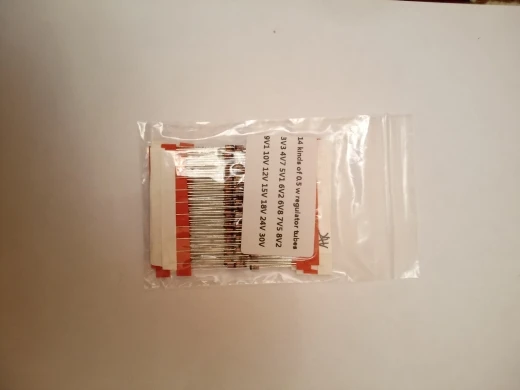 14 kinds of 0.5 w regulator tubes
3V3 4V7 5V1 6V2 6V8 7V5 8V2
9V1 10V 12V 15V 18V 24V 30V